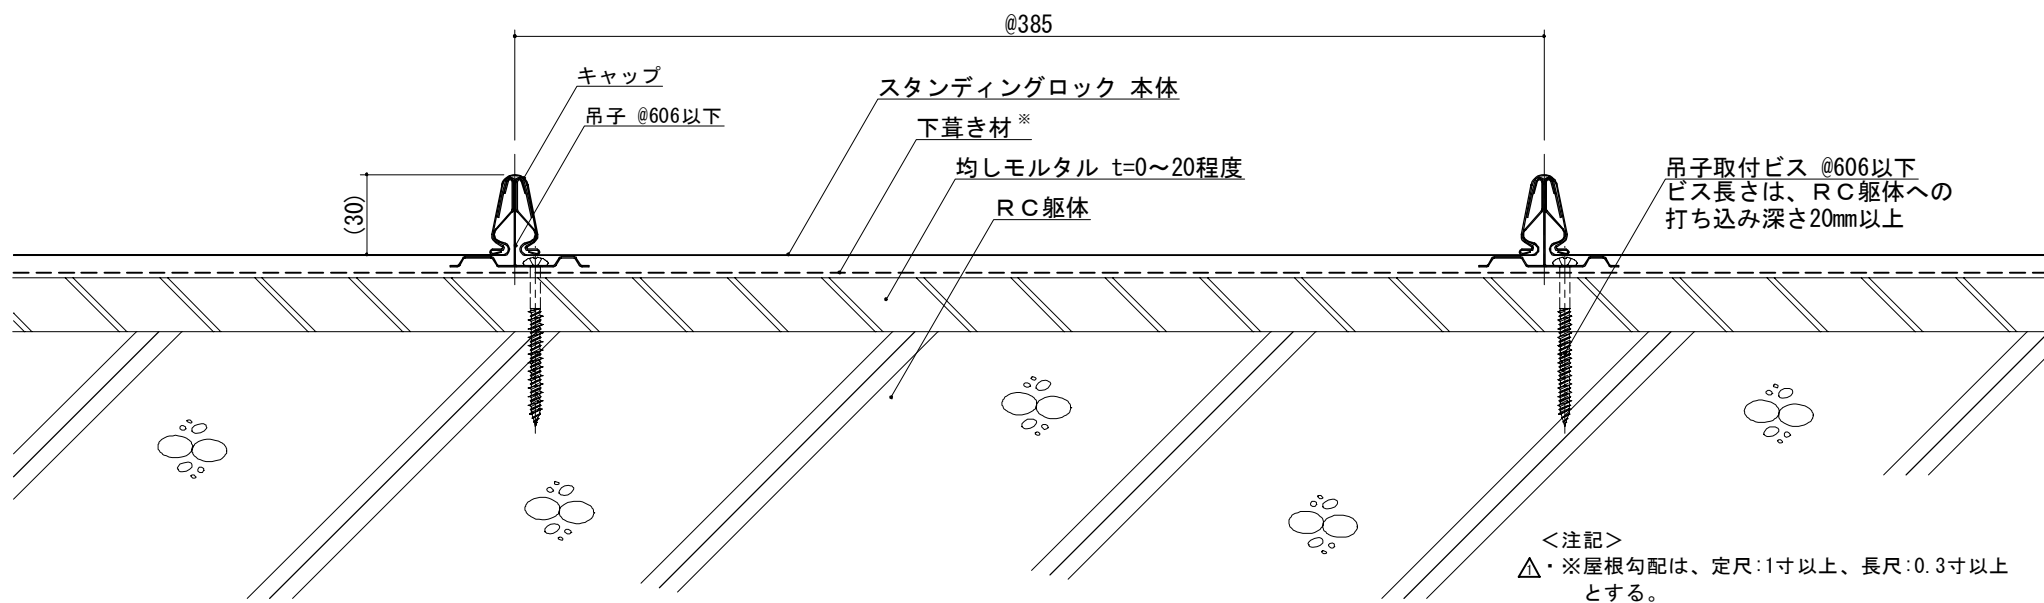 @385
キャップ
吊子 @606以下
スタンディングロック 本体
下葺き材※
均しモルタル t=0～20程度
ＲＣ躯体
(30)
吊子取付ビス @606以下
ビス長さは、ＲＣ躯体への
打ち込み深さ20mm以上
＜注記＞
1・※屋根勾配は、定尺:1寸以上、長尺:0.3寸以上
とする。